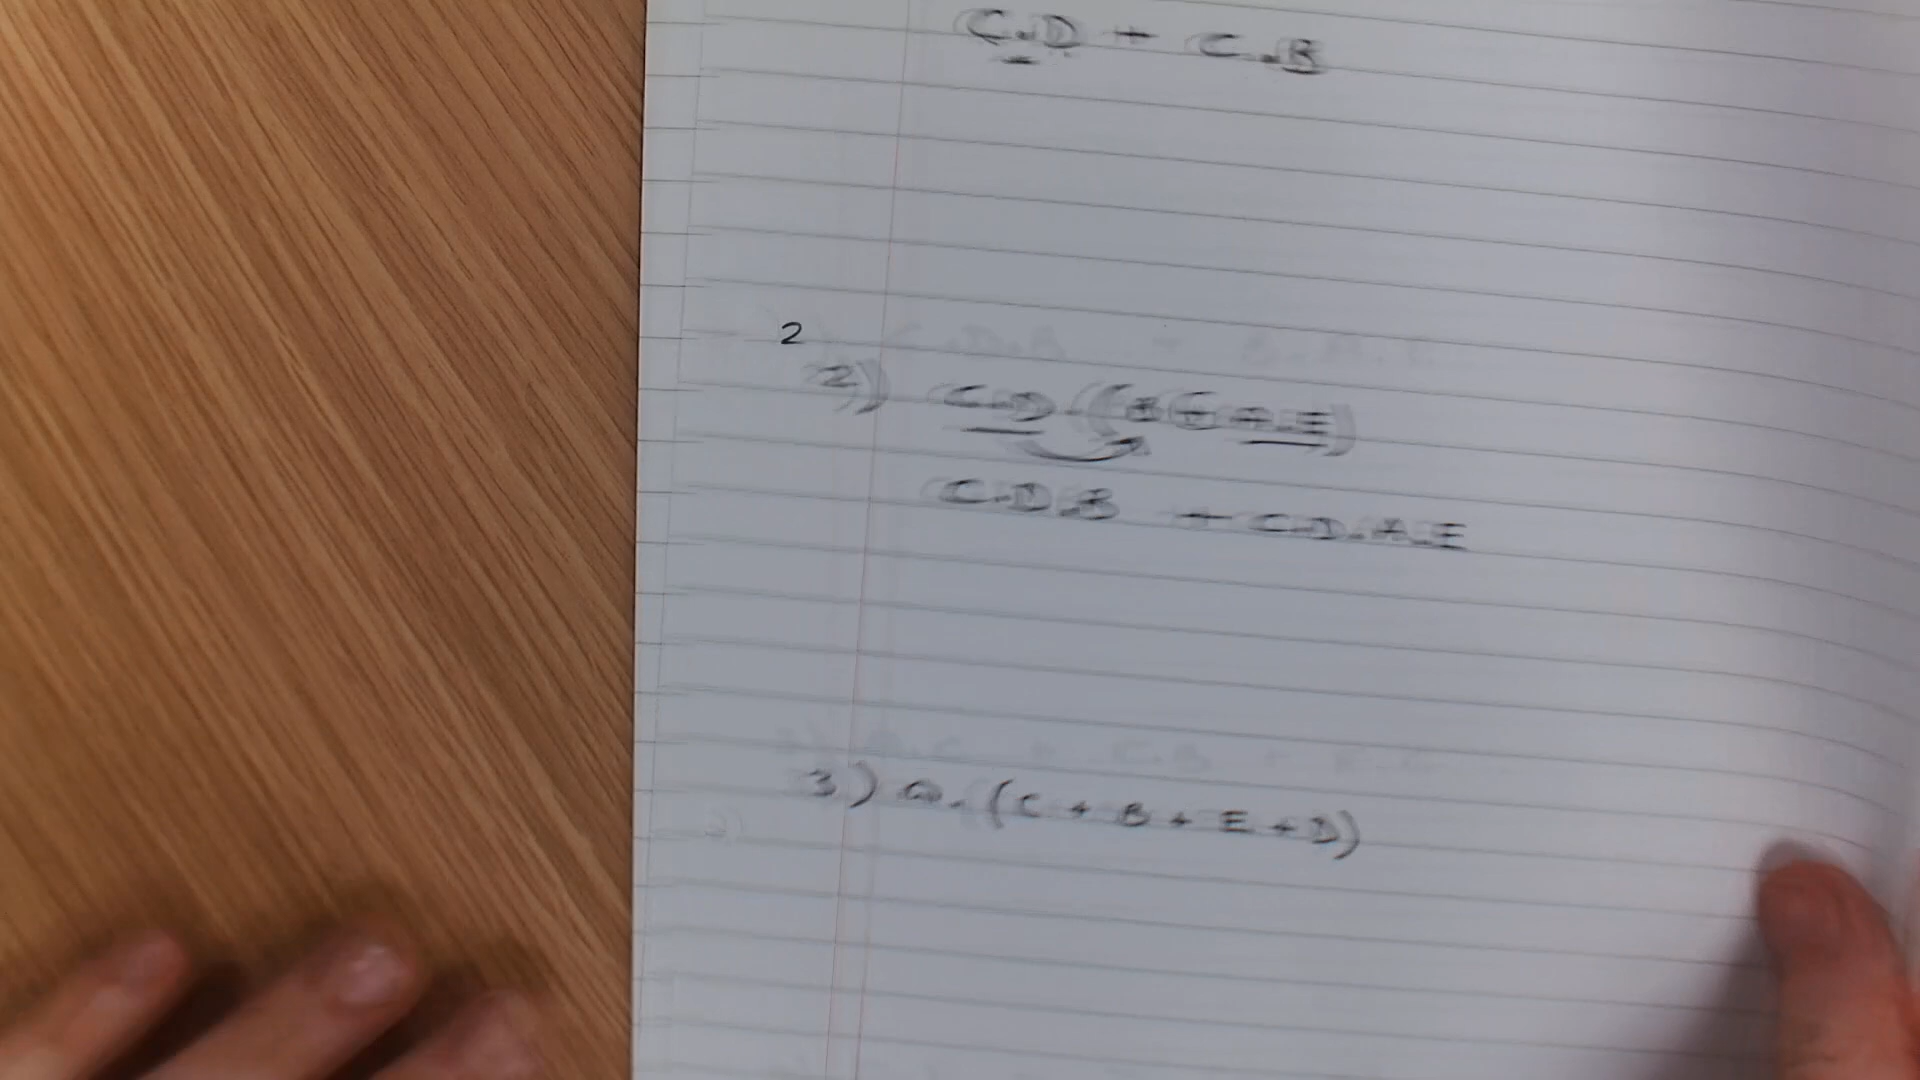 C.D + C.B
2
2) C.D.(B + A.E)
C.D.B + C.D.A.E
3) Q.(C + B + E + D)